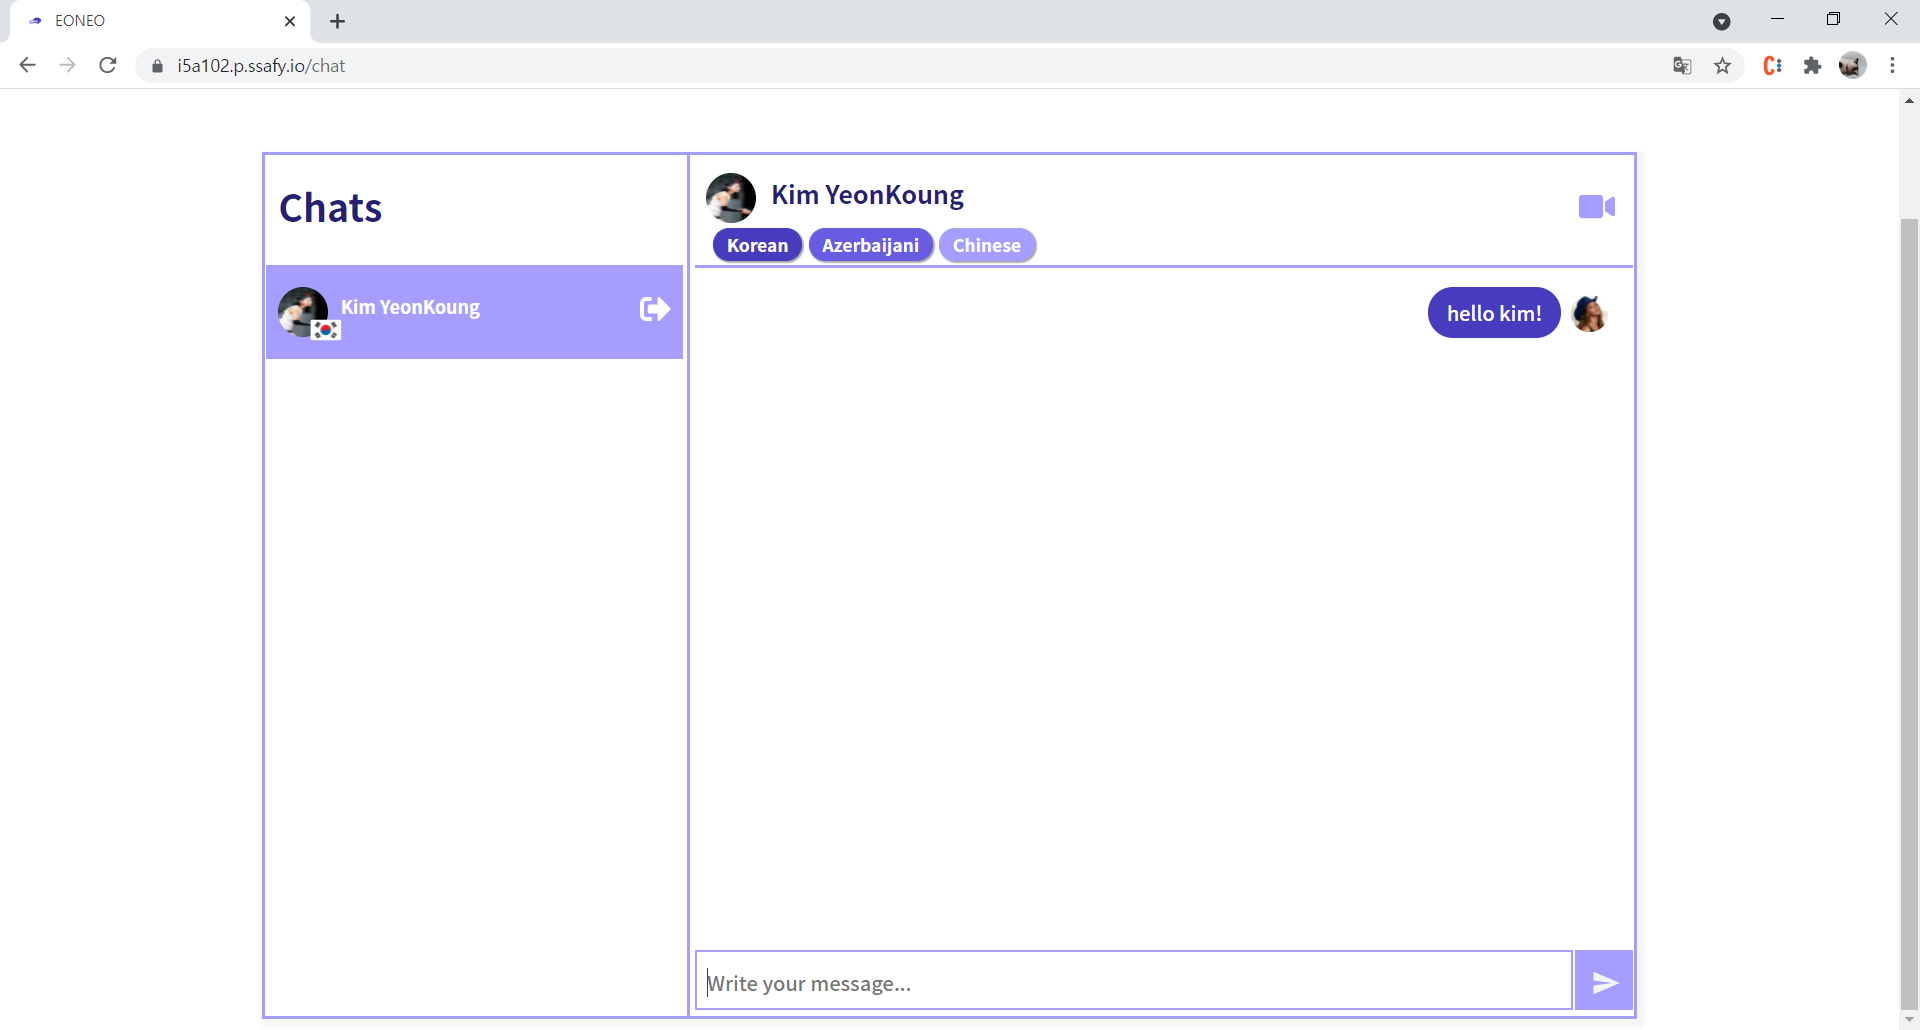 EONEO
i5a102.p.ssafy.io/chat
Chats
Kim YeonKoung
Kim YeonKoung
Korean Azerbaijani Chinese
hello kim!
Write your message...